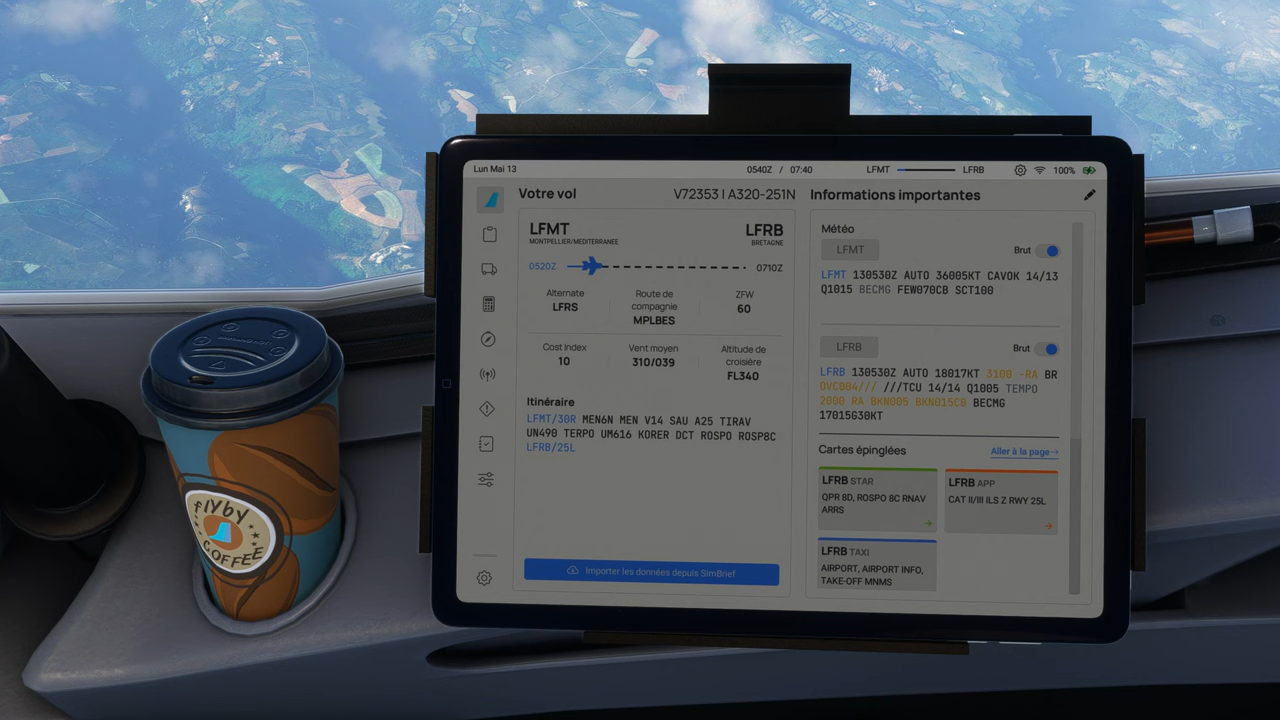 Lun Mai 13
0540Z / 07:40
LFMT LFRB
100%
Votre vol
V72353 | A320-251N
LFMT LFRB
MONTPELLIER/MEDITERRANEE BRETAGNE
0520Z 0710Z
Alternate
LFRS
Route de
compagnie
MPLBES
ZFW
60
Cost Index
10
Vent moyen
310/039
Altitude de
croisière
FL340
Itinéraire
LFMT/30R MEN6N MEN V14 SAU A25 TIRAV
UN490 TERPO UM616 KORER DCT ROSPO ROSP8C
LFRB/25L
Importer les données depuis SimBrief
Informations importantes
Météo
LFMT Brut
LFMT 130530Z AUTO 36005KT CAVOK 14/13
Q1015 BECMG FEW070CB SCT100
LFRB Brut
LFRB 130530Z AUTO 18017KT 3100 -RA BR
OVC004/// ///TCU 14/14 Q1005 TEMPO
2000 RA BKN005 BKN015CB BECMG
17015G30KT
Cartes épinglées Aller à la page
LFRB STAR
QPR 8D, ROSPO 8C RNAV
ARRS
LFRB APP
CAT II/III ILS Z RWY 25L
LFRB TAXI
AIRPORT, AIRPORT INFO,
TAKE-OFF MNMS
flyby
COFFEE